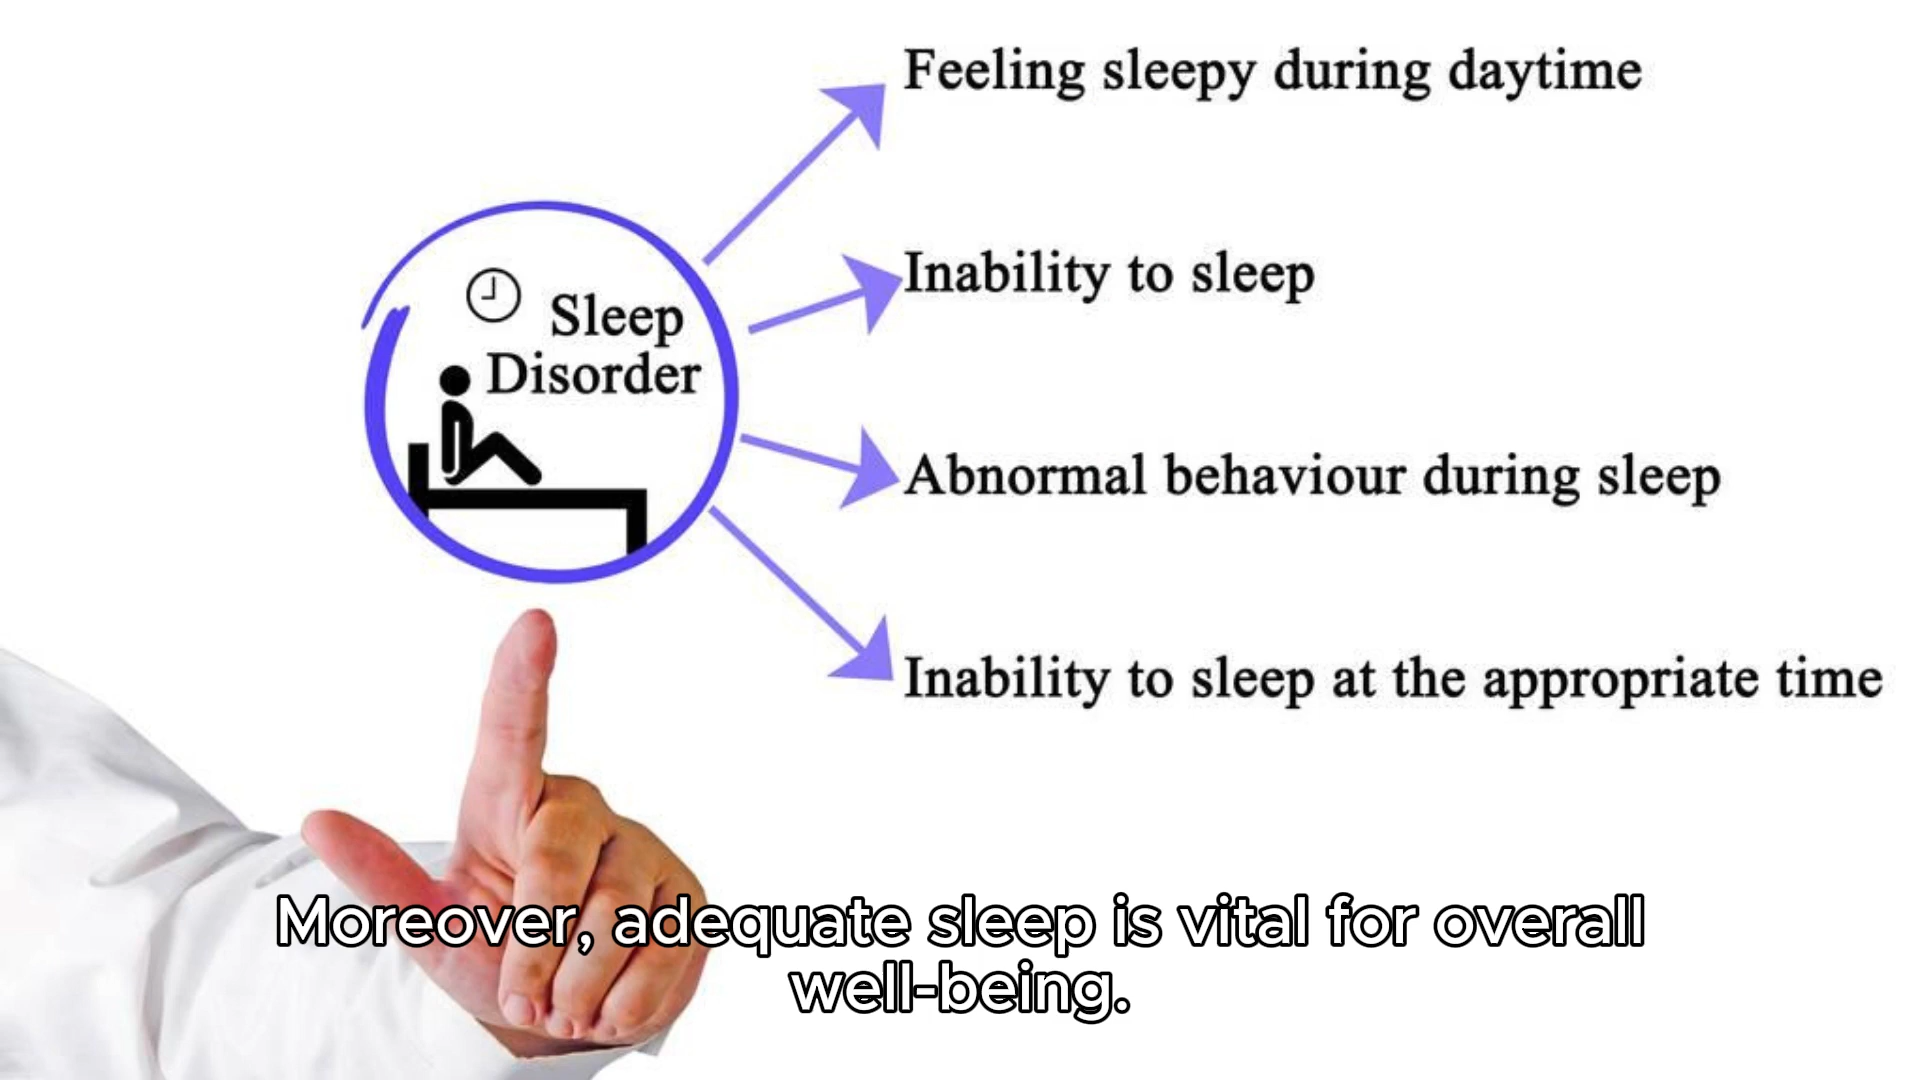 Feeling sleepy during daytime
Inability to sleep
Sleep
Disorder
Abnormal behaviour during sleep
Inability to sleep at the appropriate time
Moreover, adequate sleep is vital for overall
well-being.